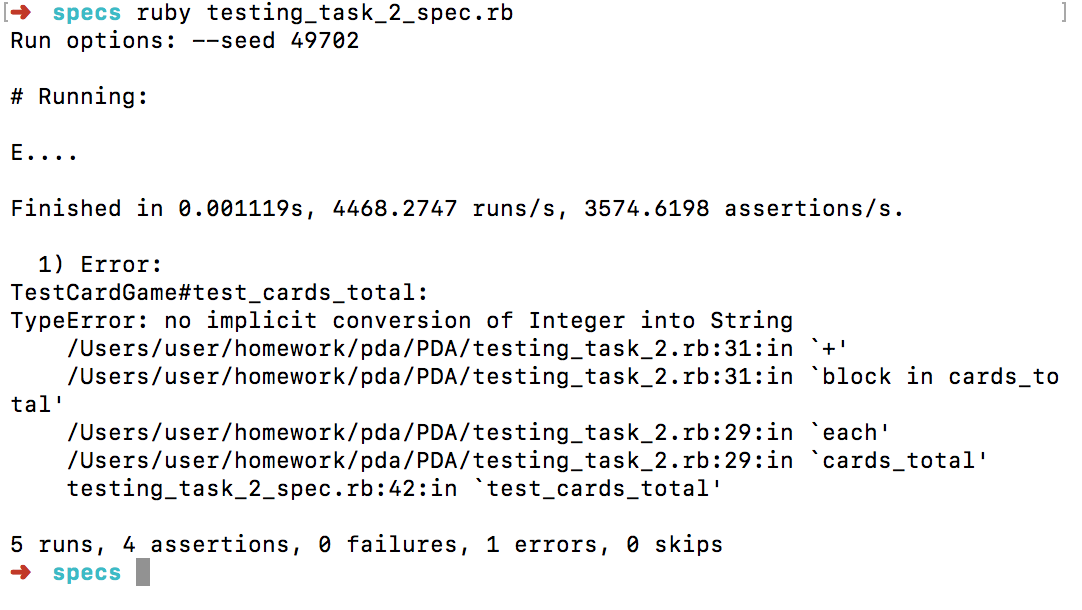 [➜  specs ruby testing_task_2_spec.rb ]
Run options: --seed 49702
# Running:
E....
Finished in 0.001119s, 4468.2747 runs/s, 3574.6198 assertions/s.
  1) Error:
TestCardGame#test_cards_total:
TypeError: no implicit conversion of Integer into String
    /Users/user/homework/pda/PDA/testing_task_2.rb:31:in `+'
    /Users/user/homework/pda/PDA/testing_task_2.rb:31:in `block in cards_to
tal'
    /Users/user/homework/pda/PDA/testing_task_2.rb:29:in `each'
    /Users/user/homework/pda/PDA/testing_task_2.rb:29:in `cards_total'
    testing_task_2_spec.rb:42:in `test_cards_total'
5 runs, 4 assertions, 0 failures, 1 errors, 0 skips
➜  specs